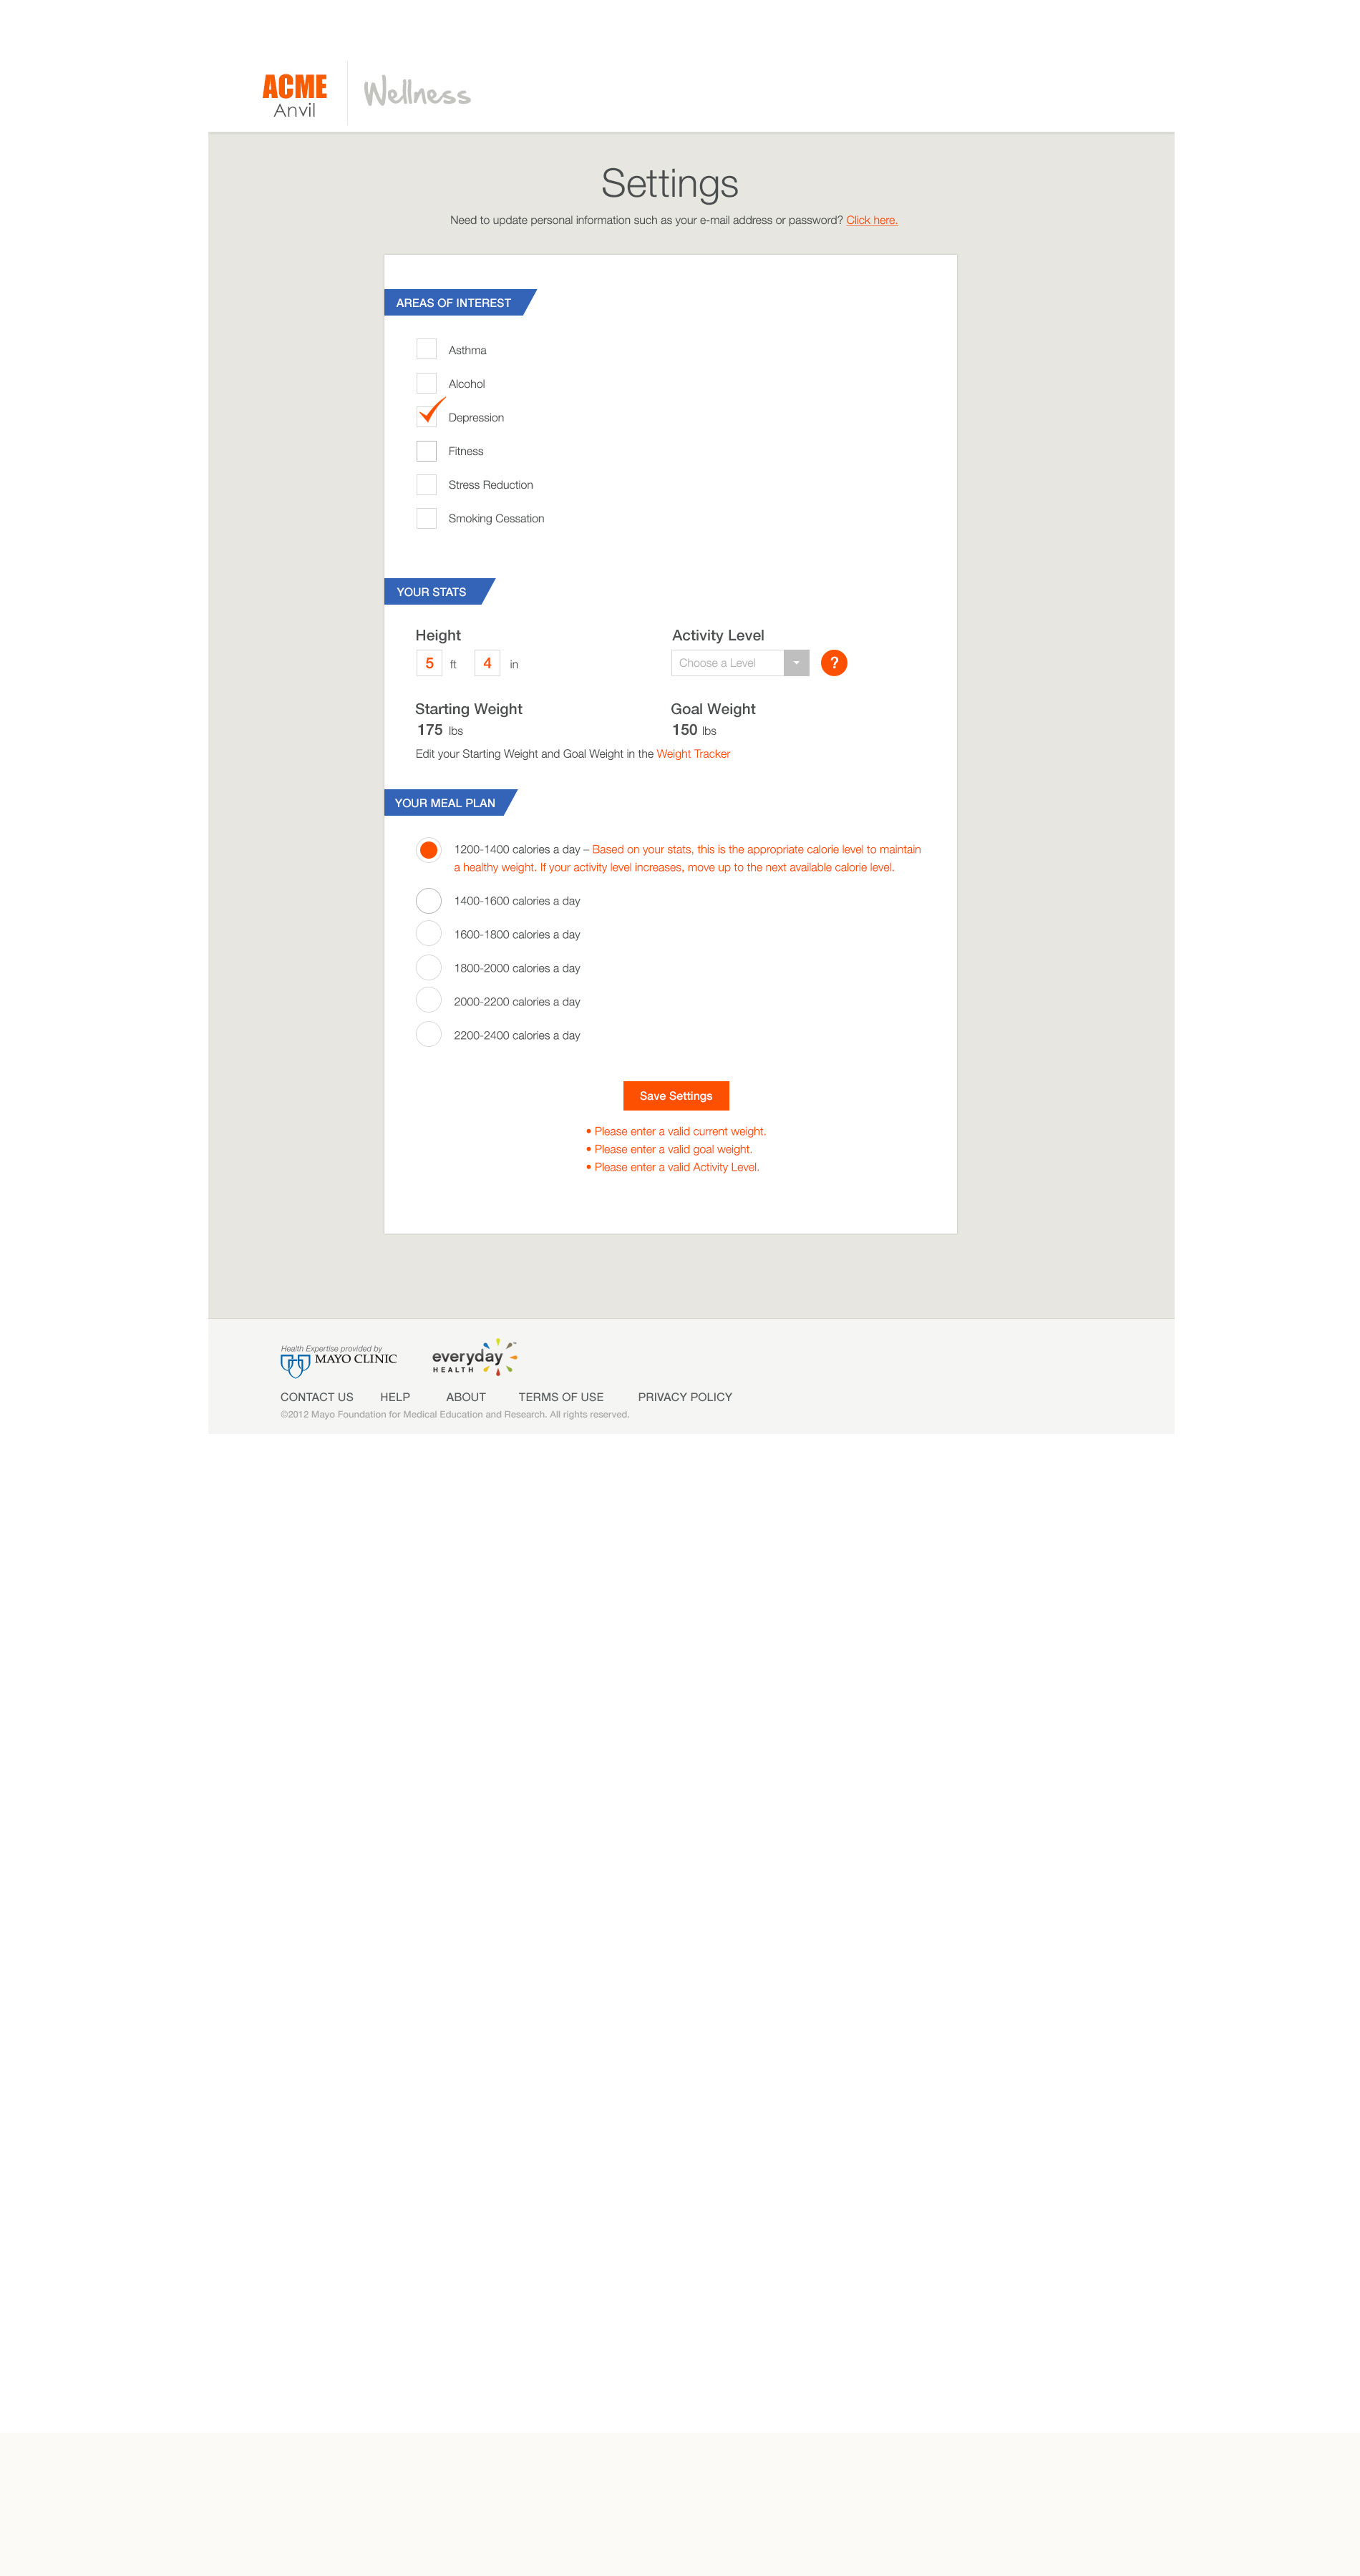 ACME
Anvil
Wellness
Settings
Need to update personal information such as your e-mail address or password? Click here.
AREAS OF INTEREST
Asthma
Alcohol
Depression
Fitness
Stress Reduction
Smoking Cessation
YOUR STATS
Height
Activity Level
5 ft 4 in
Choose a Level ?
Starting Weight
Goal Weight
175 lbs
150 lbs
Edit your Starting Weight and Goal Weight in the Weight Tracker
YOUR MEAL PLAN
1200-1400 calories a day – Based on your stats, this is the appropriate calorie level to maintain
a healthy weight. If your activity level increases, move up to the next available calorie level.
1400-1600 calories a day
1600-1800 calories a day
1800-2000 calories a day
2000-2200 calories a day
2200-2400 calories a day
Save Settings
• Please enter a valid current weight.
• Please enter a valid goal weight.
• Please enter a valid Activity Level.
Health Expertise provided by
MAYO CLINIC
everyday
HEALTH
CONTACT US HELP ABOUT TERMS OF USE PRIVACY POLICY
©2012 Mayo Foundation for Medical Education and Research. All rights reserved.